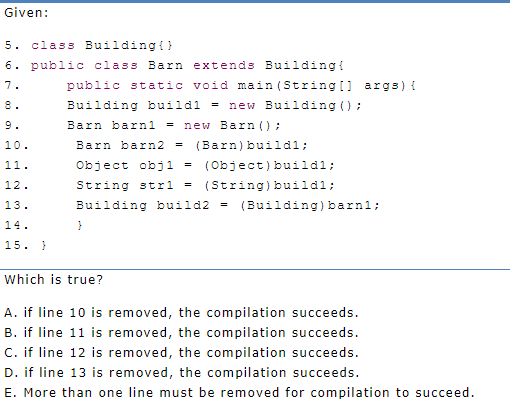 Given:
5. class Building{}
6. public class Barn extends Building{
7. public static void main(String[] args){
8. Building build1 = new Building();
9. Barn barn1 = new Barn();
10. Barn barn2 = (Barn)build1;
11. Object obj1 = (Object)build1;
12. String str1 = (String)build1;
13. Building build2 = (Building)barn1;
14. }
15. }
Which is true?
A. if line 10 is removed, the compilation succeeds.
B. if line 11 is removed, the compilation succeeds.
C. if line 12 is removed, the compilation succeeds.
D. if line 13 is removed, the compilation succeeds.
E. More than one line must be removed for compilation to succeed.